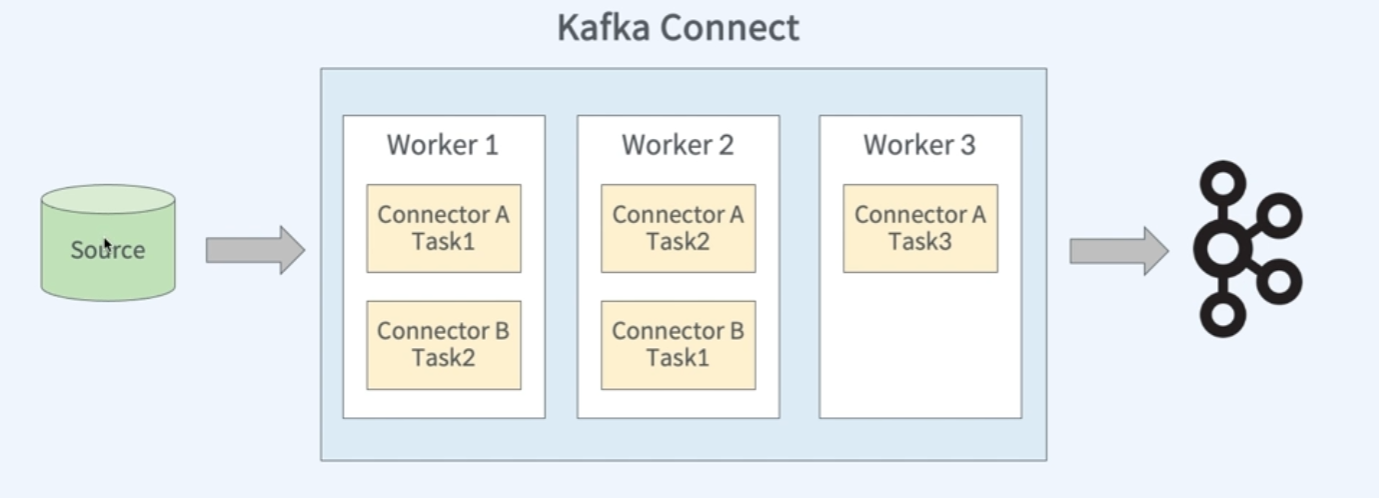 Kafka Connect
Source
Worker 1
Connector A
Task1
Connector B
Task2
Worker 2
Connector A
Task2
Connector B
Task1
Worker 3
Connector A
Task3